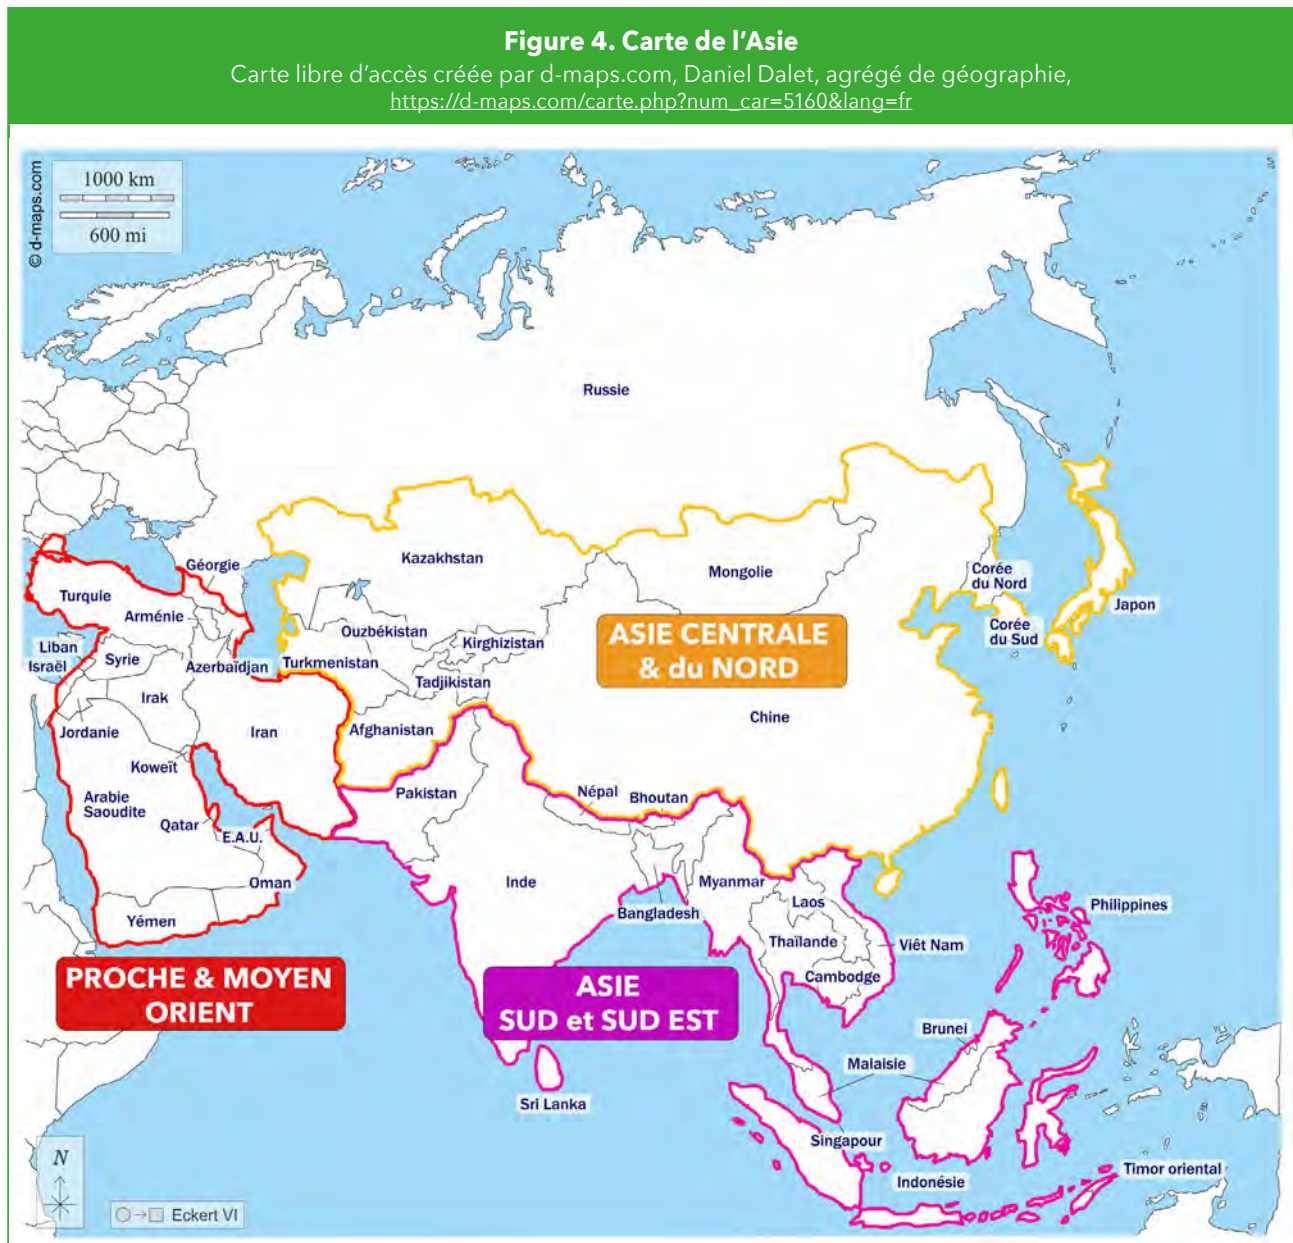 Figure 4. Carte de l'Asie
Carte libre d'accès créée par d-maps.com, Daniel Dalet, agrégé de géographie,
https://d-maps.com/carte.php?num_car=5160&lang=fr
© d-maps.com
1000 km
600 mi
Russie
Kazakhstan
Mongolie
Géorgie
Turquie
Arménie
Corée
du Nord
Japon
Corée
du Sud
Ouzbékistan
Kirghizistan
ASIE CENTRALE
& du NORD
Liban
Israël
Syrie
Azerbaïdjan
Turkmenistan
Tadjikistan
Irak
Chine
Jordanie
Iran
Afghanistan
Koweït
Arabie
Saoudite
Pakistan
Népal
Bhoutan
Qatar
E.A.U.
Oman
Inde
Myanmar
Laos
Bangladesh
Philippines
Yémen
Thaïlande
Viêt Nam
Cambodge
PROCHE & MOYEN
ORIENT
ASIE
SUD et SUD EST
Brunei
Malaisie
Sri Lanka
Singapour
Indonésie
Timor oriental
N
Eckert VI